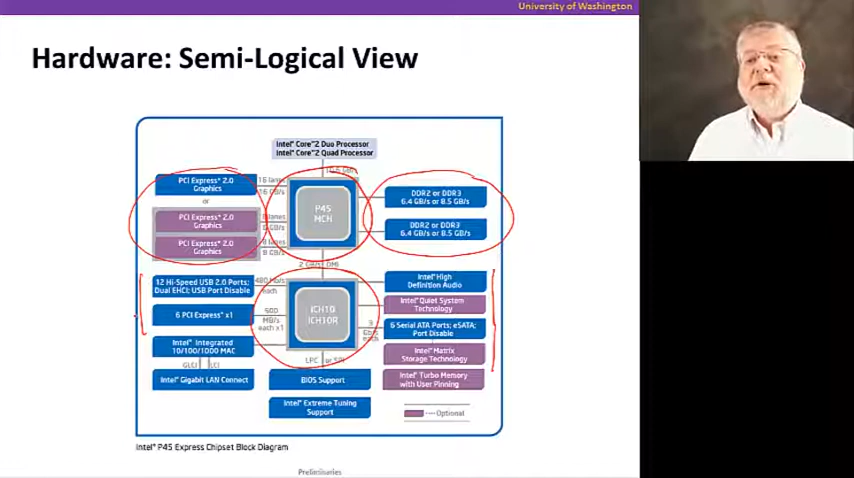 University of Washington
Hardware: Semi-Logical View
Intel® Core™2 Duo Processor
Intel® Core™2 Quad Processor
PCI Express® 2.0
Graphics
16 lanes
16 GB/s
or
PCI Express® 2.0
Graphics
lanes
PCI Express® 2.0
Graphics
lanes
8 GB/s
P45
MCH
DDR2 or DDR3
6.4 GB/s or 8.5 GB/s
DDR2 or DDR3
6.4 GB/s or 8.5 GB/s
2 GB/s
DMI
12 Hi-Speed USB 2.0 Ports;
Dual EHCI; USB Port Disable
480 Mb/s
each
6 PCI Express® x1
500
MB/s
each x1
Intel® Integrated
10/100/1000 MAC
GLCI
LCI
Intel® Gigabit LAN Connect
ICH10
ICH10R
LPC or SPI
BIOS Support
Intel® Extreme Tuning
Support
Intel® High
Definition Audio
Intel® Quiet System
Technology
6 Serial ATA Ports; eSATA;
Port Disable
3
Gb/s
each
Intel® Matrix
Storage Technology
Intel® Turbo Memory
with User Pinning
Optional
Intel® P45 Express Chipset Block Diagram
Preliminaries